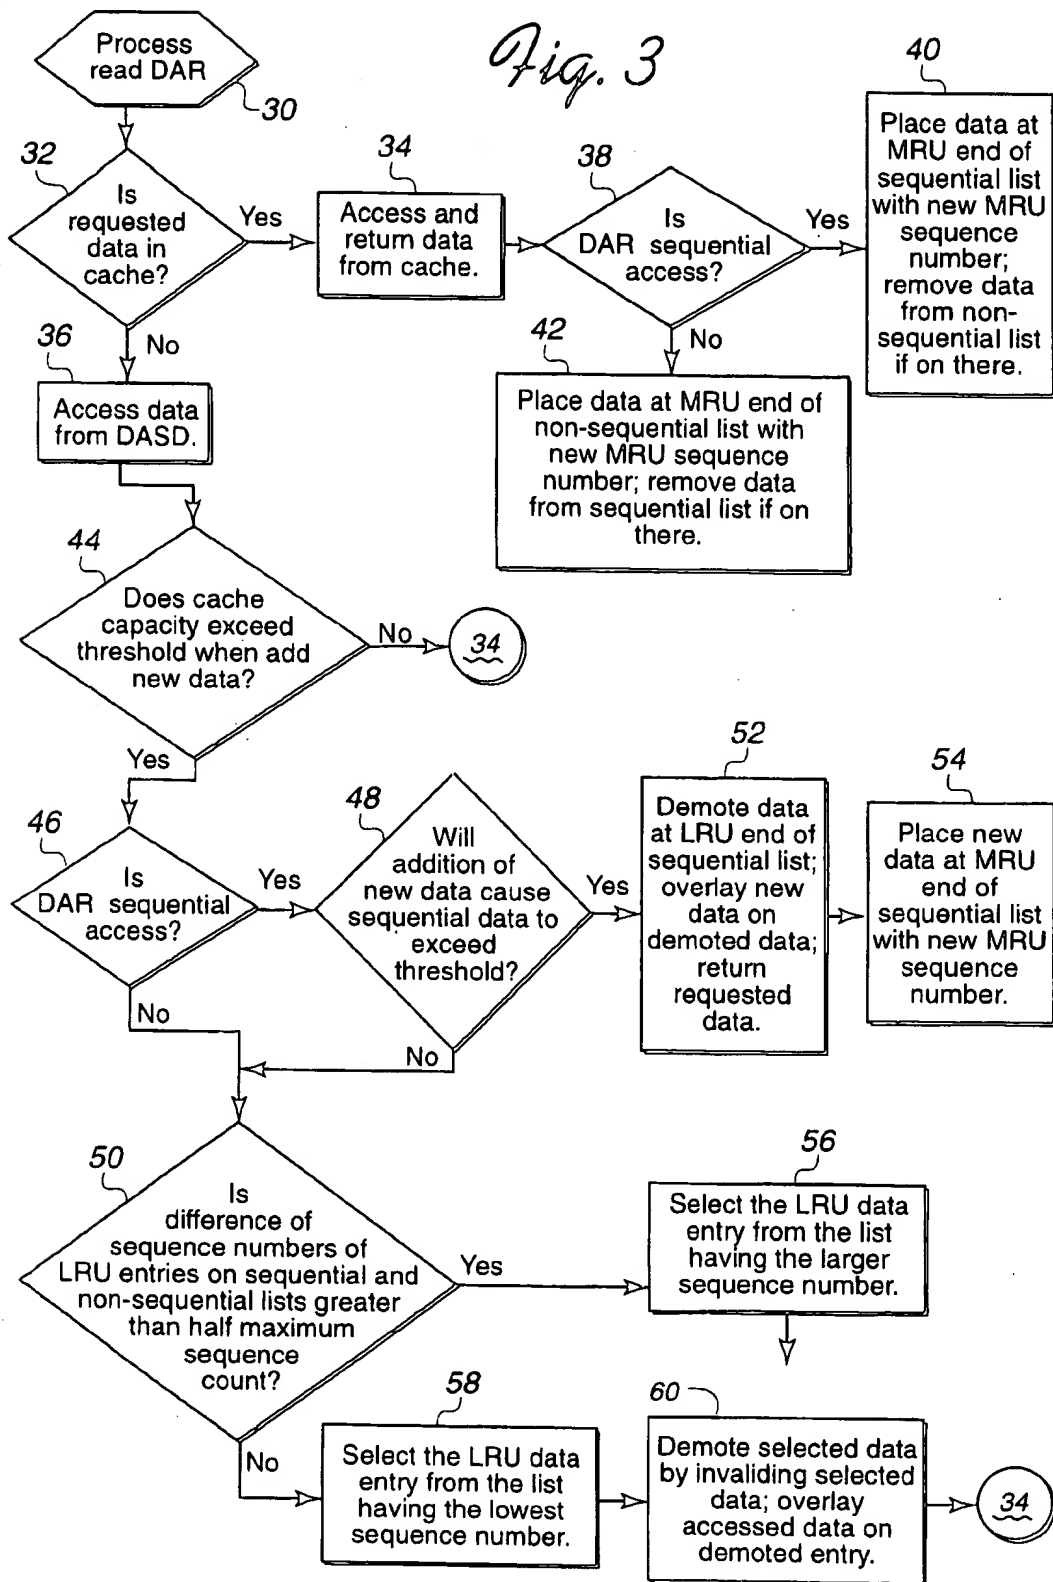 Fig. 3
Process
read DAR
30
32
Is
requested
data in
cache?
Yes
No
34
Access and
return data
from cache.
38
Is
DAR sequential
access?
Yes
No
40
Place data at
MRU end of
sequential list
with new MRU
sequence
number;
remove data
from non-
sequential list
if on there.
42
Place data at MRU end of
non-sequential list with
new MRU sequence
number; remove data
from sequential list if on
there.
36
Access data
from DASD.
44
Does cache
capacity exceed
threshold when add
new data?
No
34
Yes
46
Is
DAR sequential
access?
Yes
No
48
Will
addition of
new data cause
sequential data to
exceed
threshold?
Yes
No
52
Demote data
at LRU end of
sequential list;
overlay new
data on
demoted data;
return
requested
data.
54
Place new
data at MRU
end of
sequential list
with new MRU
sequence
number.
50
Is
difference of
sequence numbers of
LRU entries on sequential and
non-sequential lists greater
than half maximum
sequence
count?
Yes
No
56
Select the LRU data
entry from the list
having the larger
sequence number.
58
Select the LRU data
entry from the list
having the lowest
sequence number.
60
Demote selected data
by invaliding selected
data; overlay
accessed data on
demoted entry.
34